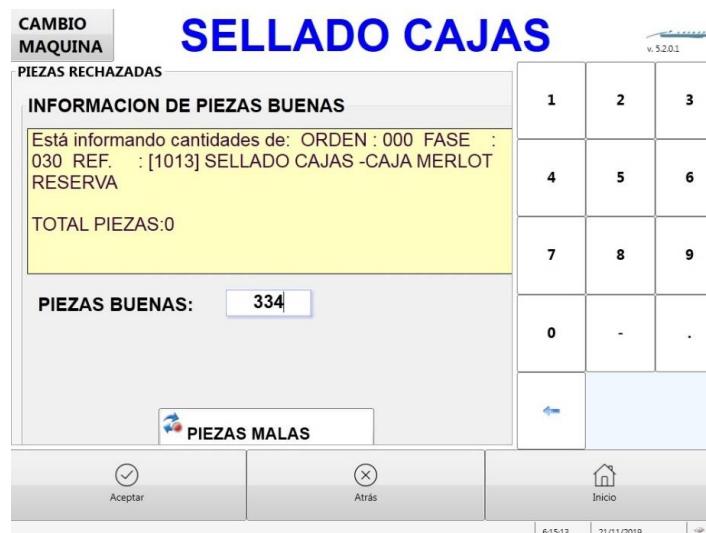 CAMBIO
MAQUINA
SELLADO CAJAS
v. 5.2.0.1
PIEZAS RECHAZADAS
INFORMACION DE PIEZAS BUENAS
Está informando cantidades de: ORDEN : 000 FASE :
030 REF. : [1013] SELLADO CAJAS -CAJA MERLOT
RESERVA
TOTAL PIEZAS:0
PIEZAS BUENAS: 334
PIEZAS MALAS
1 2 3
4 5 6
7 8 9
0 - .
Aceptar
Atrás
Inicio
6:15:13 21/11/2019